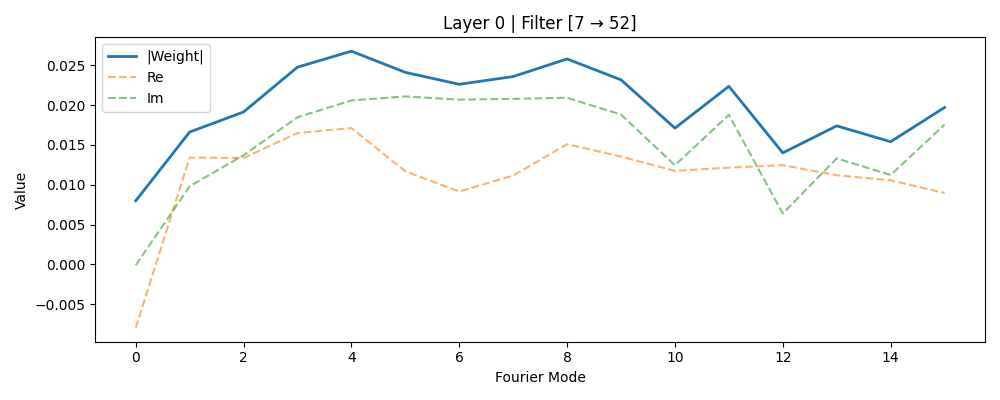 Layer 0 | Filter [7 → 52]
|Weight|
Re
Im
Value
0.025
0.020
0.015
0.010
0.005
0.000
−0.005
0 2 4 6 8 10 12 14
Fourier Mode